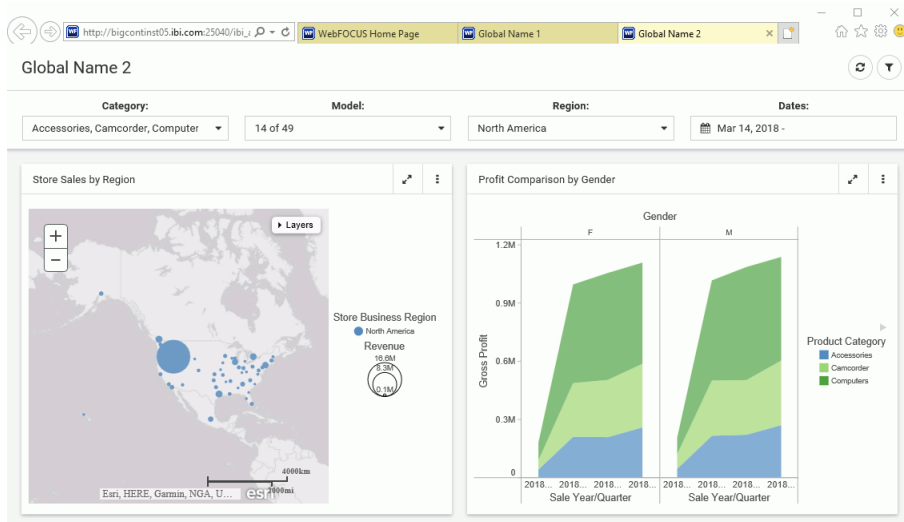 http://bigcontinst05.ibi.com:25040/ibi_a
WebFOCUS Home Page
Global Name 1
Global Name 2
Global Name 2
Category:
Model:
Region:
Dates:
Accessories, Camcorder, Computer
14 of 49
North America
Mar 14, 2018 -
Store Sales by Region
Profit Comparison by Gender
+
−
Layers
Store Business Region
North America
Revenue
16.6M
8.3M
0.1M
4000km
2000mi
Esri, HERE, Garmin, NGA, U...
esri
Gender
F
M
1.2M
0.9M
0.6M
0.3M
0
Gross Profit
2018... 2018... 2018... 2018... 2018... 2018... 2018... 2018...
Sale Year/Quarter
Sale Year/Quarter
Product Category
Accessories
Camcorder
Computers